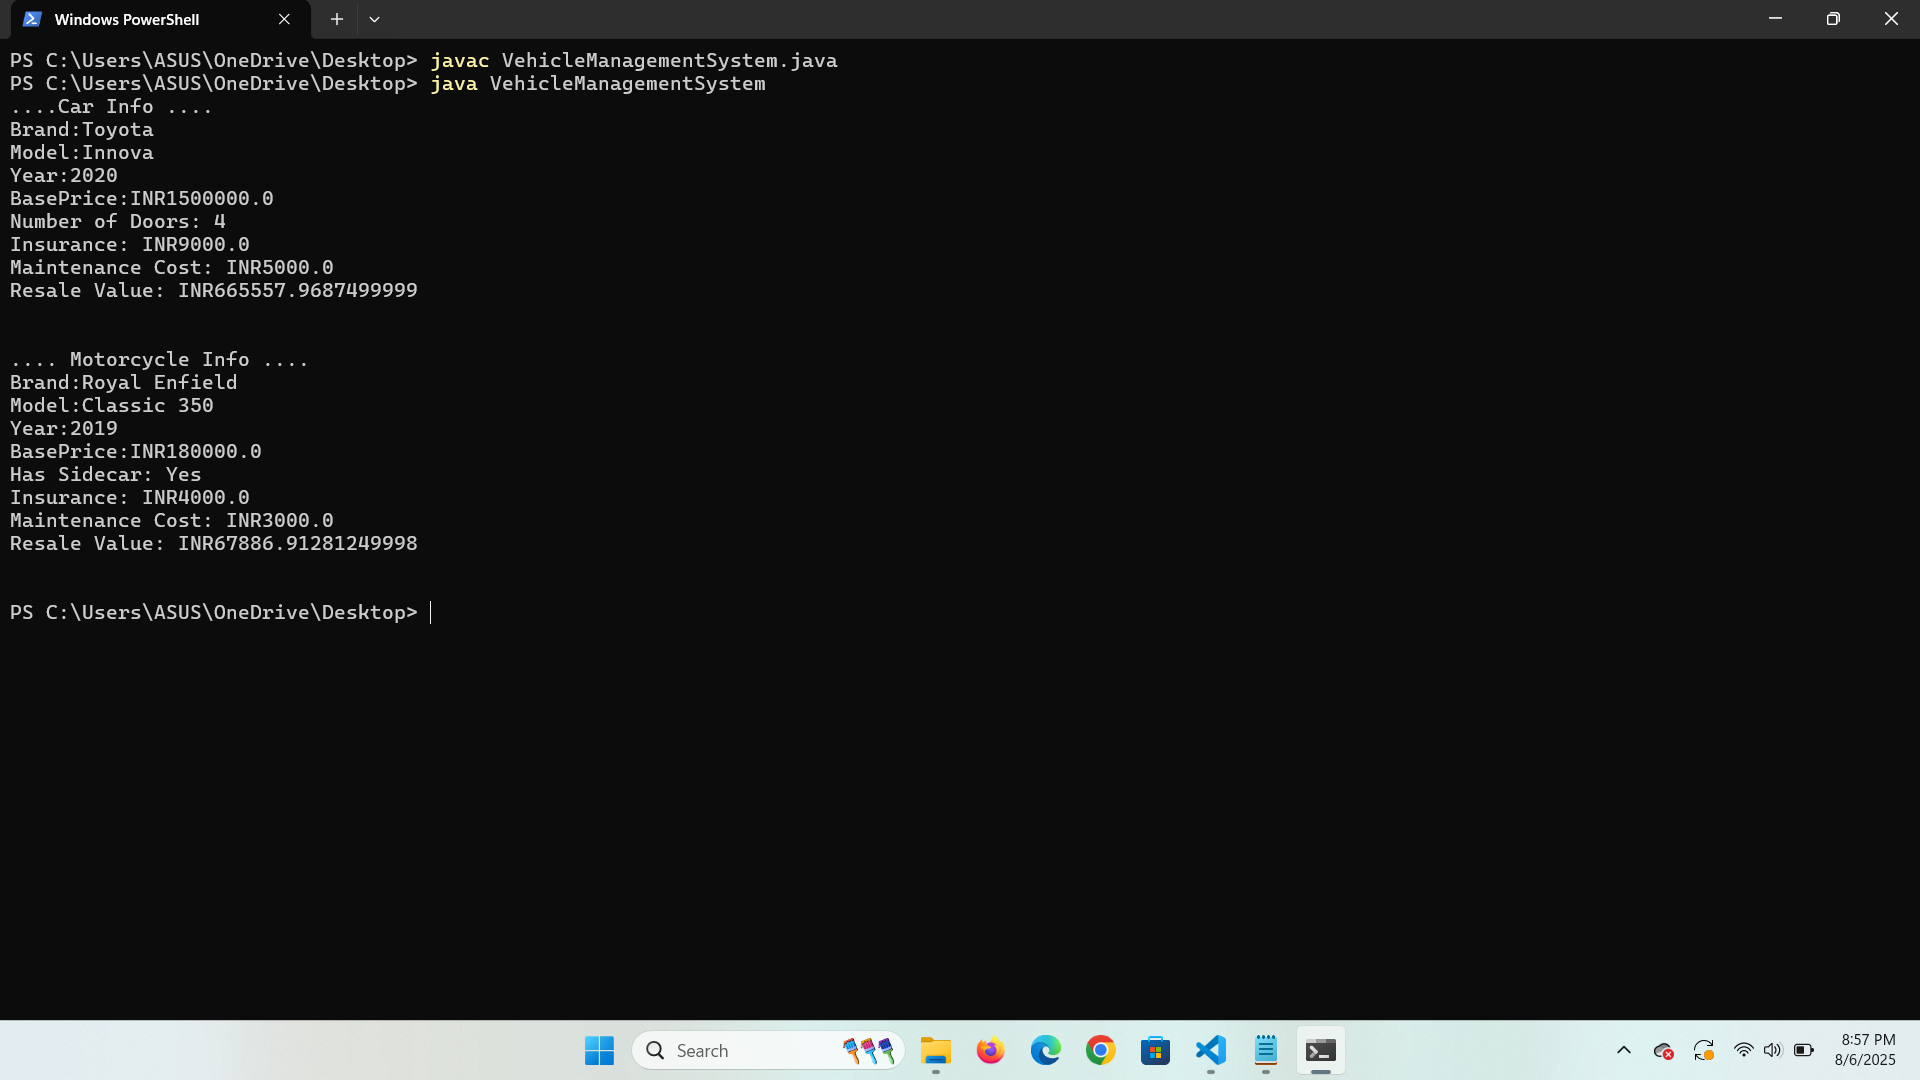 Windows PowerShell
PS C:\Users\ASUS\OneDrive\Desktop> javac VehicleManagementSystem.java
PS C:\Users\ASUS\OneDrive\Desktop> java VehicleManagementSystem
....Car Info ....
Brand:Toyota
Model:Innova
Year:2020
BasePrice:INR1500000.0
Number of Doors: 4
Insurance: INR9000.0
Maintenance Cost: INR5000.0
Resale Value: INR665557.9687499999
.... Motorcycle Info ....
Brand:Royal Enfield
Model:Classic 350
Year:2019
BasePrice:INR180000.0
Has Sidecar: Yes
Insurance: INR4000.0
Maintenance Cost: INR3000.0
Resale Value: INR67886.91281249998
PS C:\Users\ASUS\OneDrive\Desktop>
Search
8:57 PM
8/6/2025